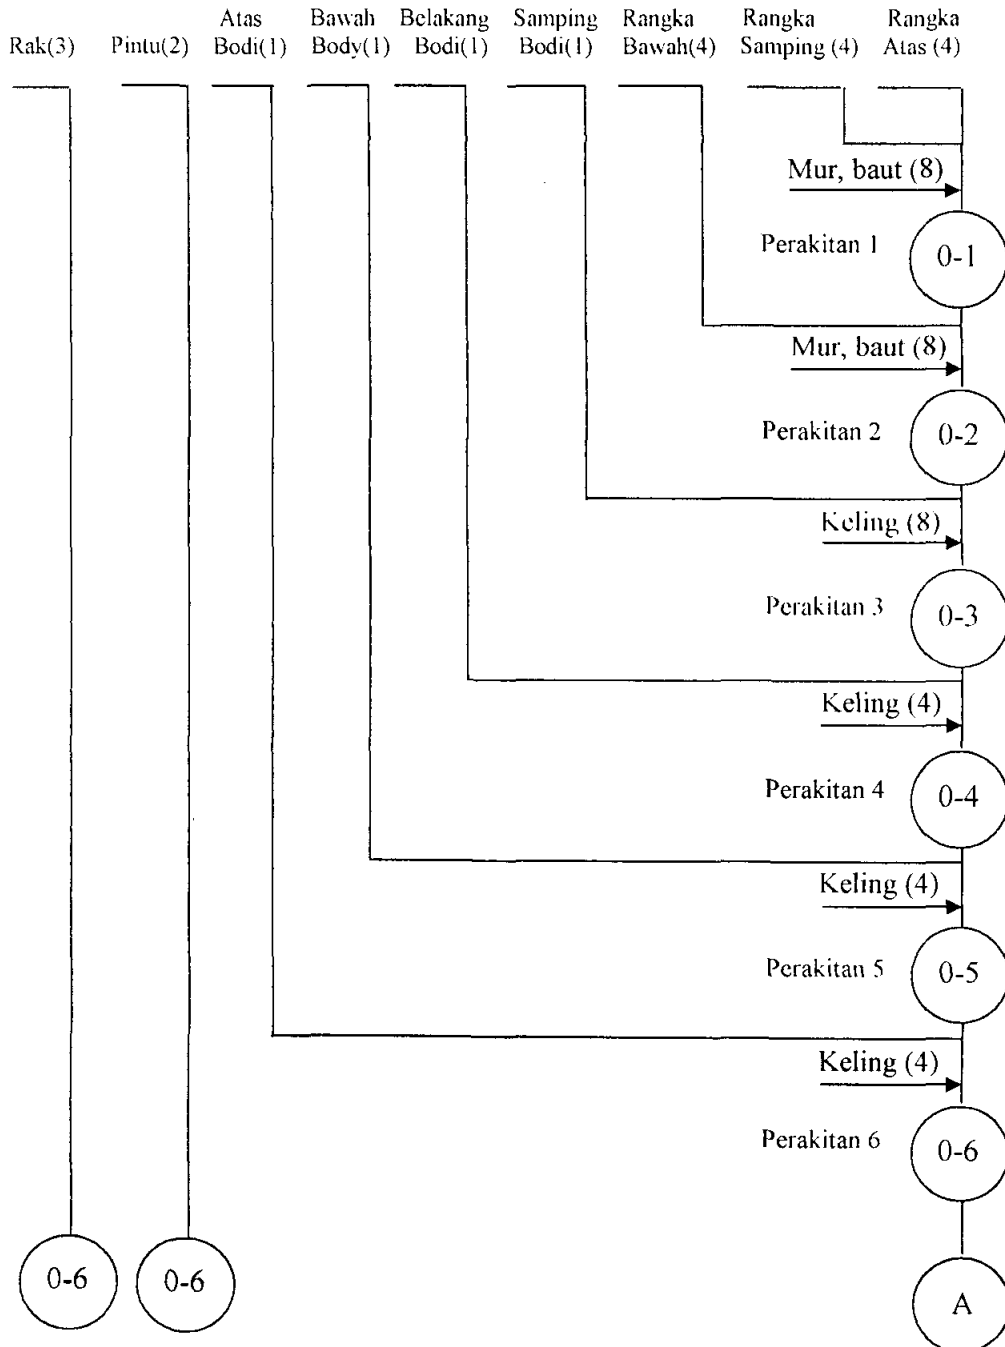 Rak(3)
Pintu(2)
Atas
Bodi(1)
Bawah
Body(1)
Belakang
Bodi(1)
Samping
Bodi(1)
Rangka
Bawah(4)
Rangka
Samping (4)
Rangka
Atas (4)
Mur, baut (8)
Perakitan 1
0-1
Mur, baut (8)
Perakitan 2
0-2
Keling (8)
Perakitan 3
0-3
Keling (4)
Perakitan 4
0-4
Keling (4)
Perakitan 5
0-5
Keling (4)
Perakitan 6
0-6
0-6
0-6
A